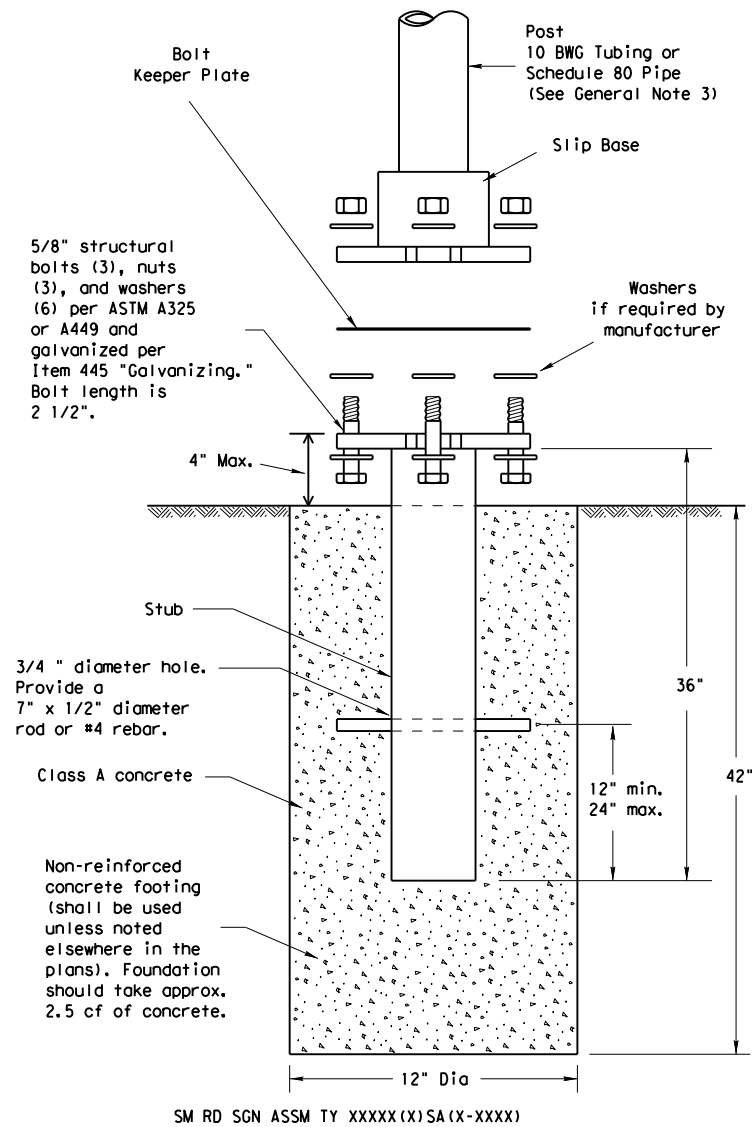 Bolt
Keeper Plate
Post
10 BWG Tubing or
Schedule 80 Pipe
(See General Note 3)
Slip Base
5/8" structural
bolts (3), nuts
(3), and washers
(6) per ASTM A325
or A449 and
galvanized per
Item 445 "Galvanizing."
Bolt length is
2 1/2".
Washers
if required by
manufacturer
4" Max.
Stub
3/4 " diameter hole.
Provide a
7" x 1/2" diameter
rod or #4 rebar.
36"
Class A concrete
12" min.
24" max.
42"
Non-reinforced
concrete footing
(shall be used
unless noted
elsewhere in the
plans). Foundation
should take approx.
2.5 cf of concrete.
12" Dia
SM RD SGN ASSM TY XXXXX(X)SA(X-XXXX)